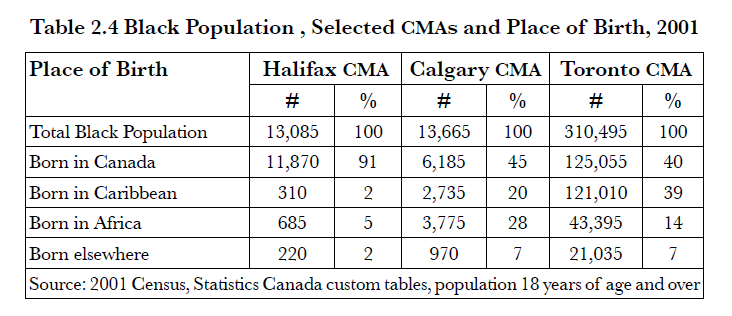 Table 2.4 Black Population , Selected CMAs and Place of Birth, 2001
Place of Birth Halifax CMA Calgary CMA Toronto CMA
# % # % # %
Total Black Population 13,085 100 13,665 100 310,495 100
Born in Canada 11,870 91 6,185 45 125,055 40
Born in Caribbean 310 2 2,735 20 121,010 39
Born in Africa 685 5 3,775 28 43,395 14
Born elsewhere 220 2 970 7 21,035 7
Source: 2001 Census, Statistics Canada custom tables, population 18 years of age and over